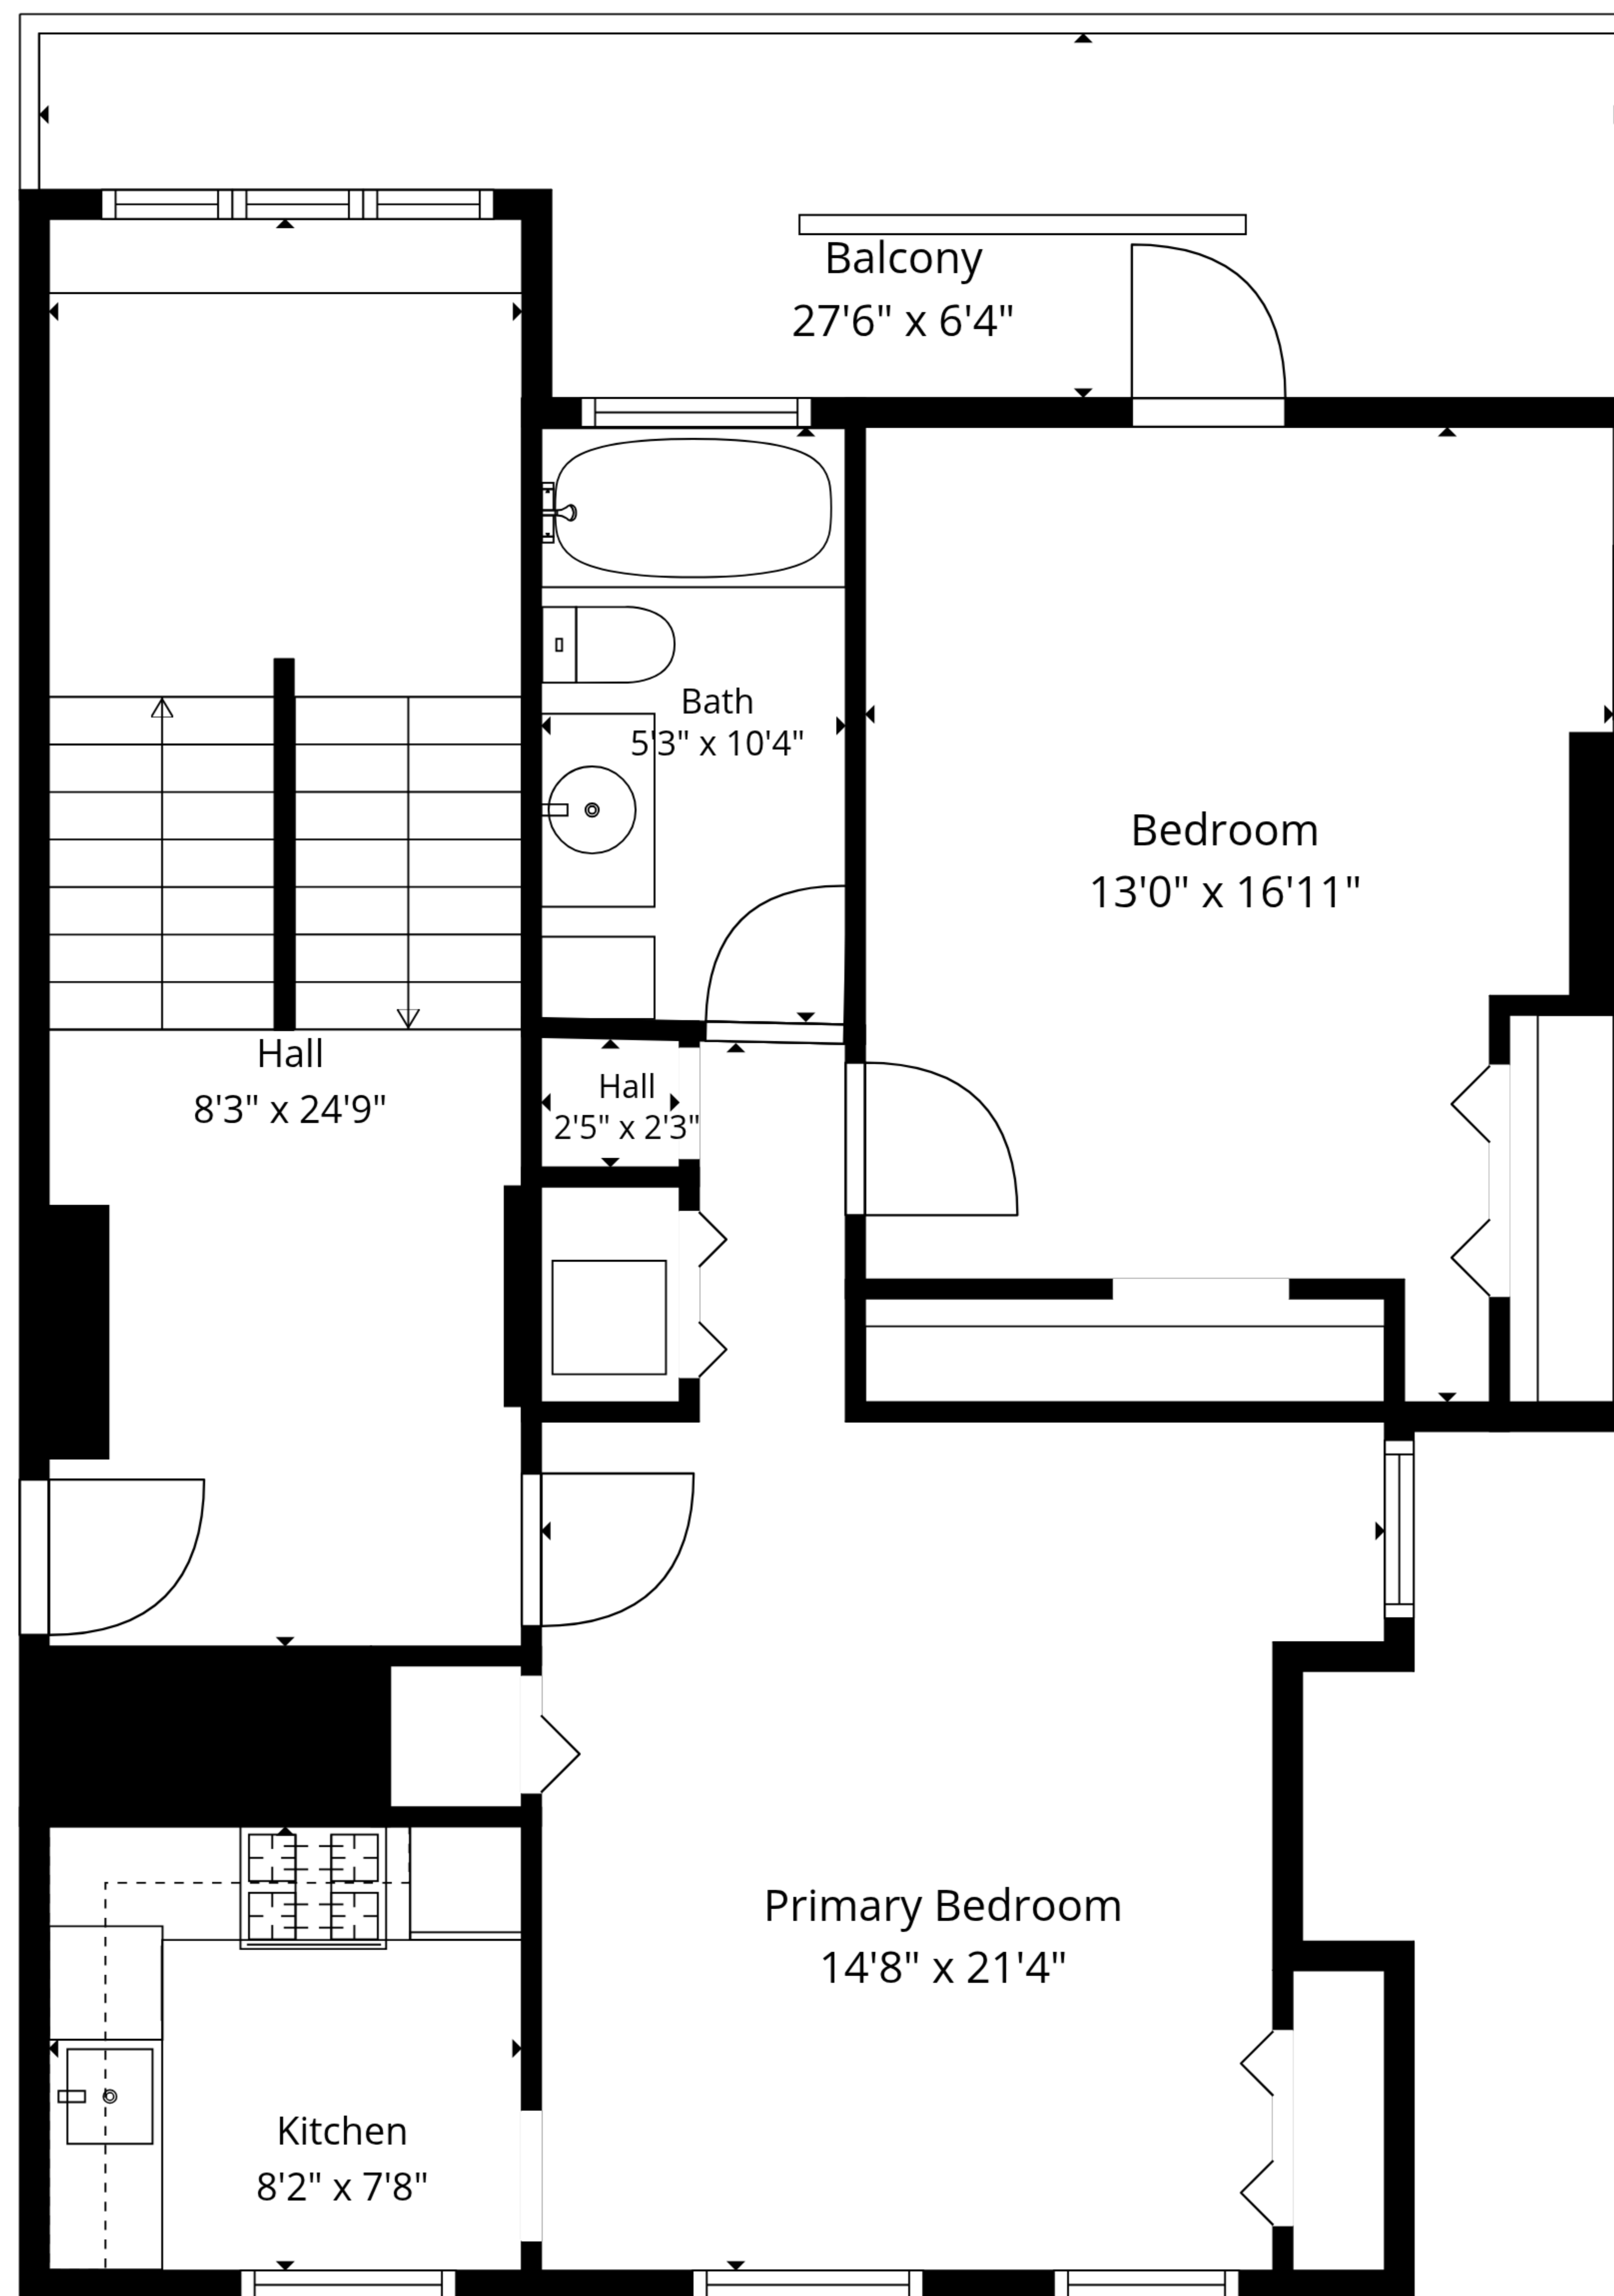 Balcony
27'6" x 6'4"
Bath
5'3" x 10'4"
Bedroom
13'0" x 16'11"
Hall
8'3" x 24'9"
Hall
2'5" x 2'3"
Primary Bedroom
14'8" x 21'4"
Kitchen
8'2" x 7'8"